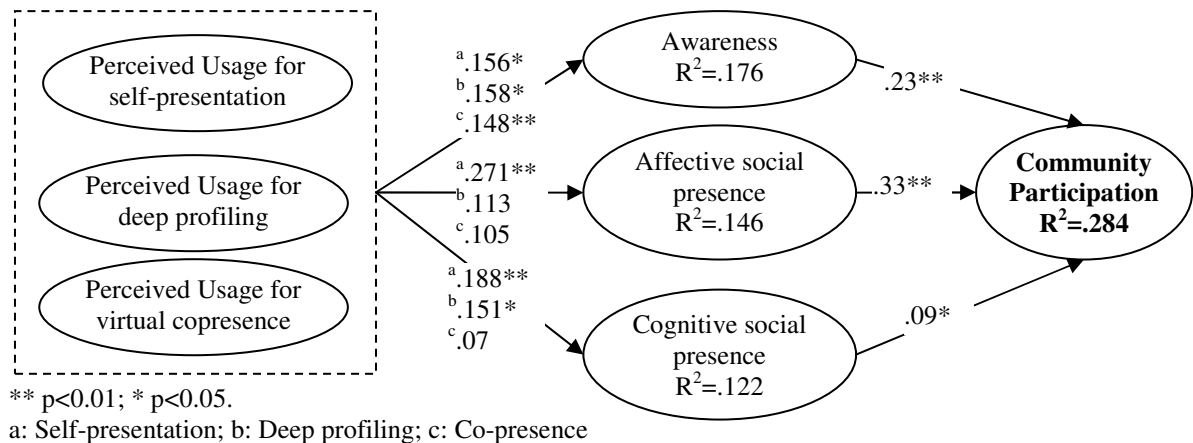 Perceived Usage for
self-presentation
Perceived Usage for
deep profiling
Perceived Usage for
virtual copresence
a.156*
b.158*
c.148**
a.271**
b.113
c.105
a.188**
b.151*
c.07
Awareness
R2=.176
Affective social
presence
R2=.146
Cognitive social
presence
R2=.122
.23**
.33**
.09*
Community
Participation
R2=.284
** p<0.01; * p<0.05.
a: Self-presentation; b: Deep profiling; c: Co-presence